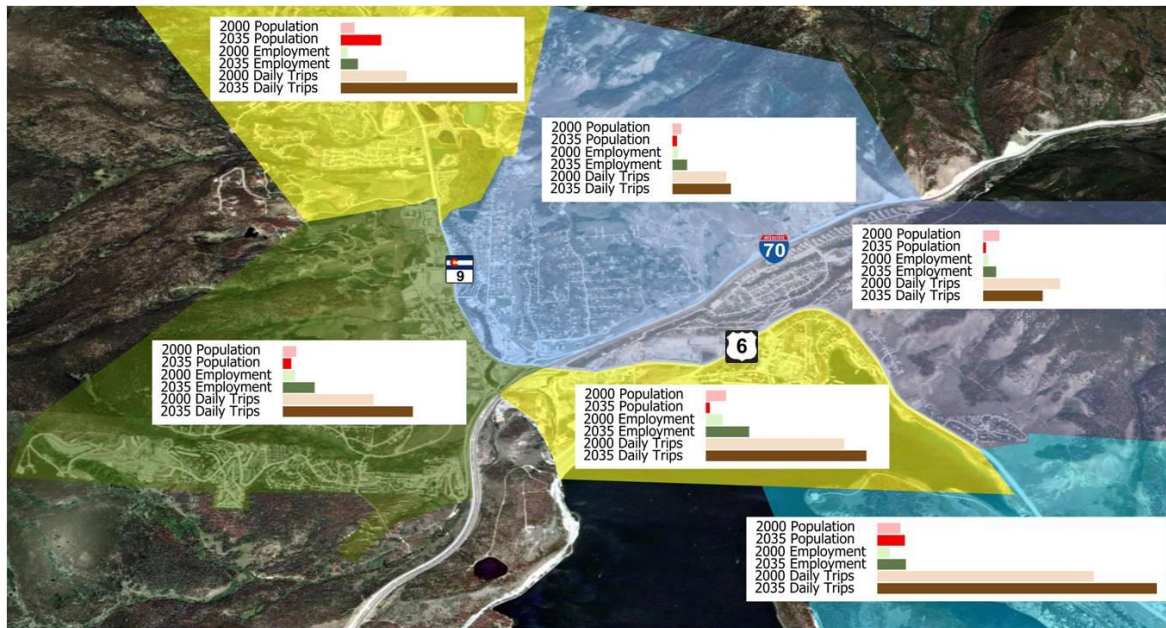 2000 Population
2035 Population
2000 Employment
2035 Employment
2000 Daily Trips
2035 Daily Trips
2000 Population
2035 Population
2000 Employment
2035 Employment
2000 Daily Trips
2035 Daily Trips
INTERSTATE
70
9
2000 Population
2035 Population
2000 Employment
2035 Employment
2000 Daily Trips
2035 Daily Trips
6
2000 Population
2035 Population
2000 Employment
2035 Employment
2000 Daily Trips
2035 Daily Trips
2000 Population
2035 Population
2000 Employment
2035 Employment
2000 Daily Trips
2035 Daily Trips
2000 Population
2035 Population
2000 Employment
2035 Employment
2000 Daily Trips
2035 Daily Trips